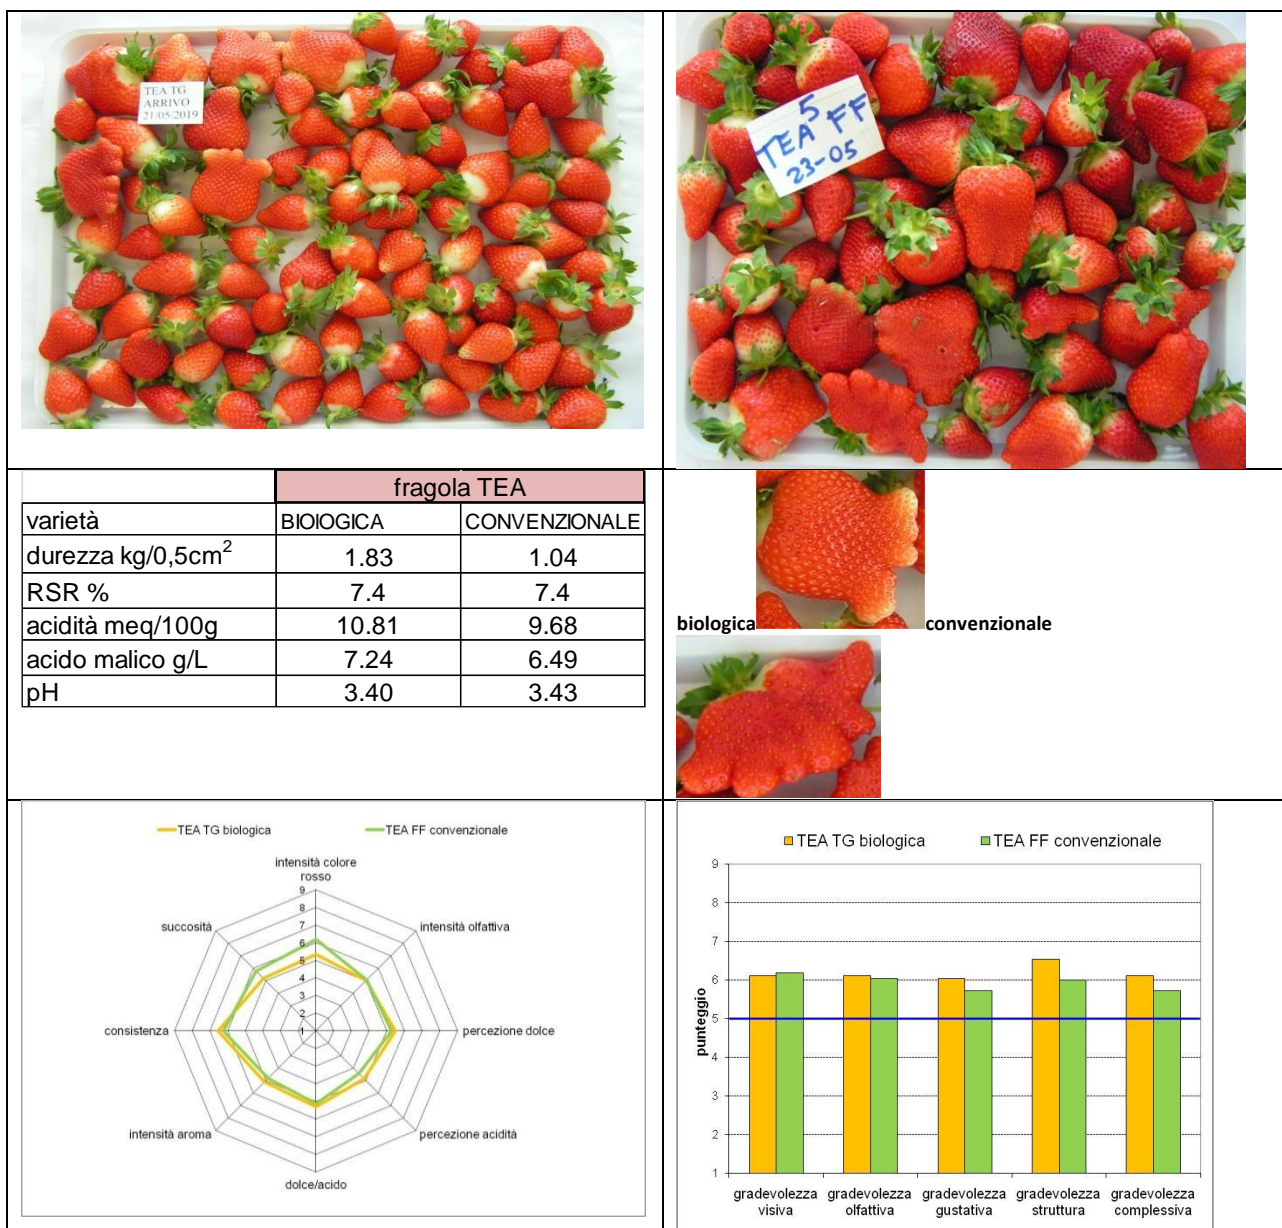 TEA TG
ARRIVO
21/05/2019
5
TEA FF
23-05
fragola TEA
varietà BIOIOGICA CONVENZIONALE
durezza kg/0,5cm² 1.83 1.04
RSR % 7.4 7.4
acidità meq/100g 10.81 9.68
acido malico g/L 7.24 6.49
pH 3.40 3.43
biologica convenzionale
TEA TG biologica TEA FF convenzionale
intensità colore
rosso
9
8
7
6
5
4
3
2
1
intensità olfattiva
percezione dolce
percezione acidità
dolce/acido
intensità aroma
consistenza
succosità
TEA TG biologica TEA FF convenzionale
punteggio
9
8
7
6
5
4
3
2
1
gradevolezza gradevolezza gradevolezza gradevolezza gradevolezza
visiva olfattiva gustativa struttura complessiva